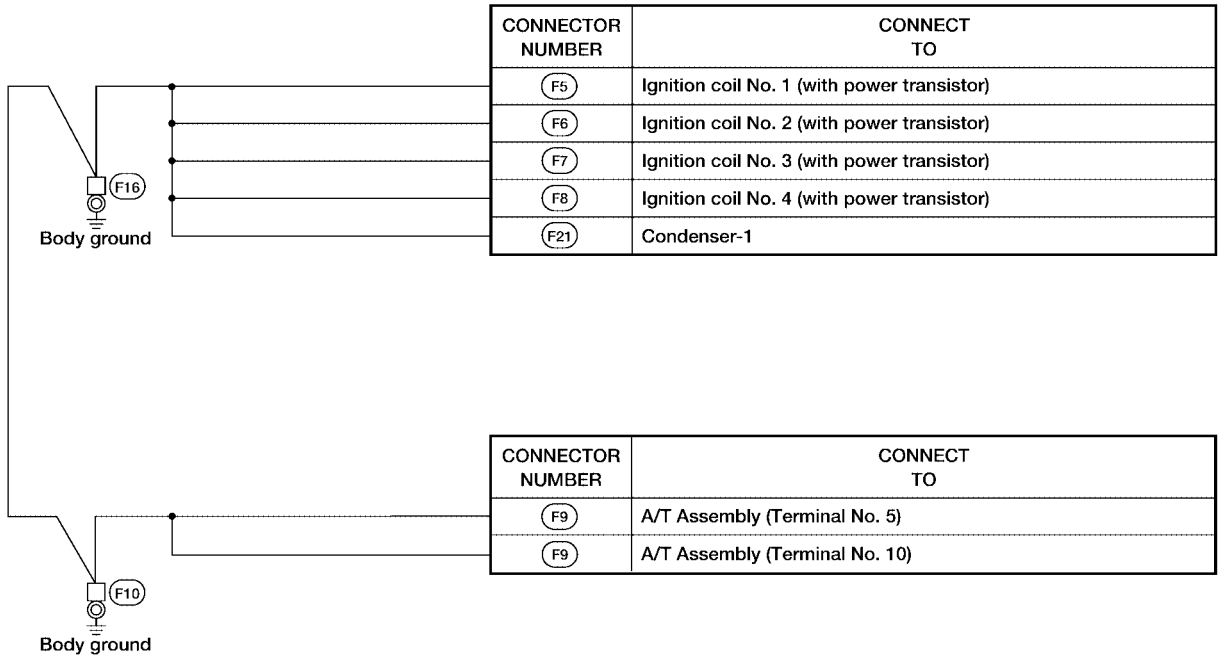 CONNECTOR NUMBER CONNECT TO
F5 Ignition coil No. 1 (with power transistor)
F6 Ignition coil No. 2 (with power transistor)
F7 Ignition coil No. 3 (with power transistor)
F16
F8 Ignition coil No. 4 (with power transistor)
Body ground
F21 Condenser-1
CONNECTOR NUMBER CONNECT TO
F9 A/T Assembly (Terminal No. 5)
F9 A/T Assembly (Terminal No. 10)
F10
Body ground